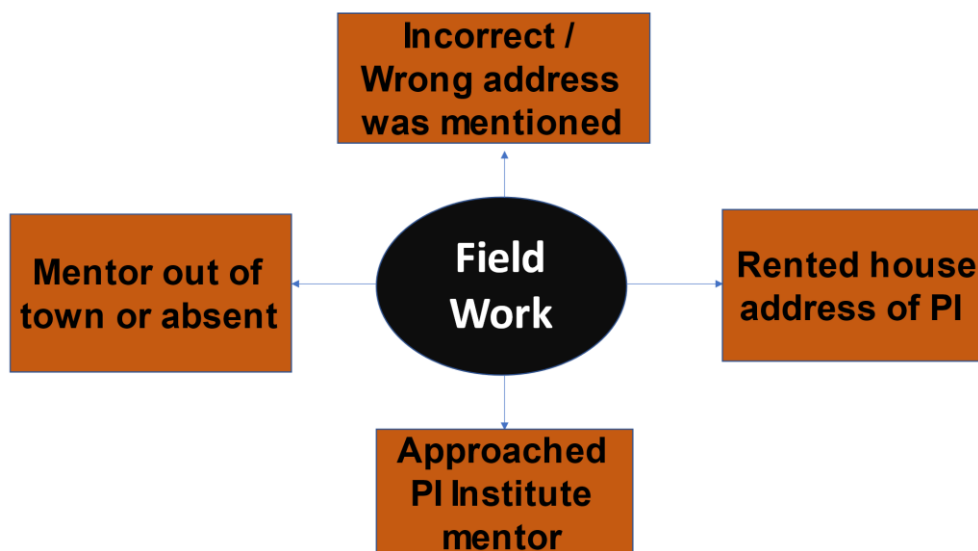 Incorrect /
Wrong address
was mentioned
Mentor out of
town or absent
Field
Work
Rented house
address of PI
Approached
PI Institute
mentor